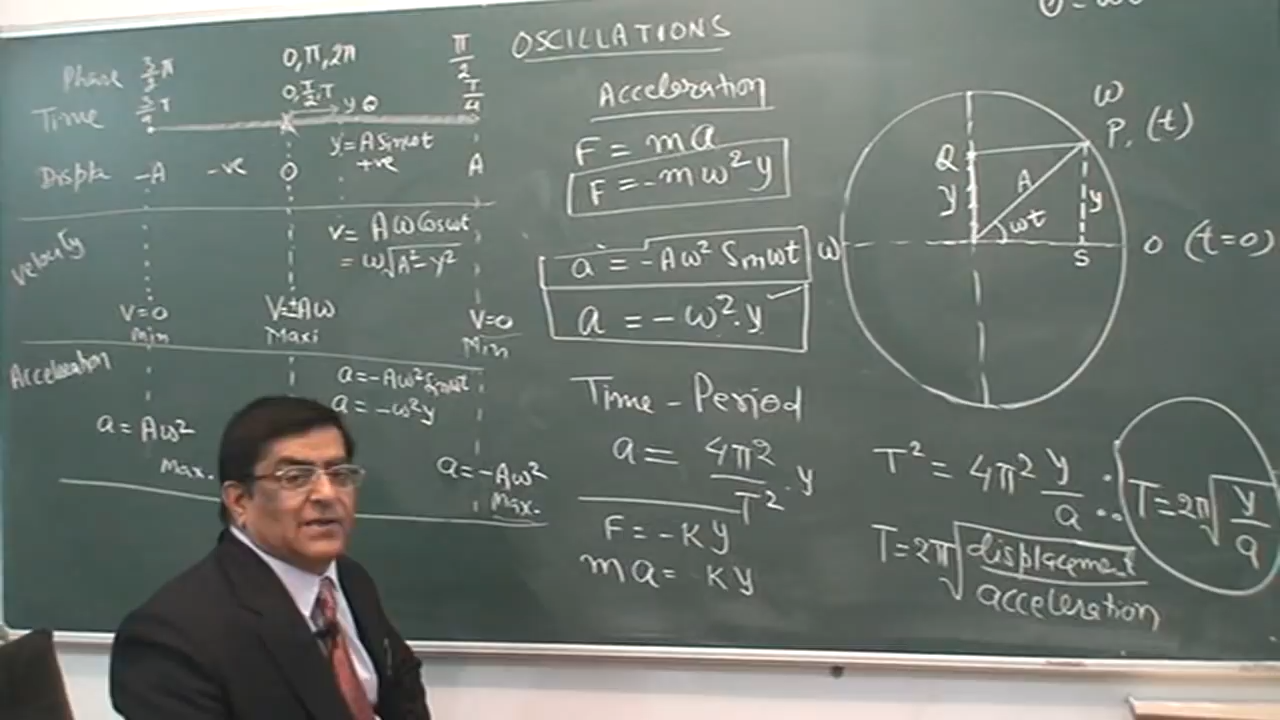 OSCILLATIONS
Phase 3/2 π 0, π, 2π π/2
Time 3/4 T 0, T/2, T T/4
y
y = A Sinωt
Displa -A -ve 0 +ve A
Velocity
v = Aω Cosωt
= ω√(A² - y²)
V=0 V=±Aω V=0
Min Maxi Min
Acceleration
a = -Aω² Sinωt
a = -ω²y
a = Aω² a = -Aω²
Max. Max.
Acceleration
F = ma
F = -mω²y
a = -Aω² Sinωt
a = -ω².y
Time - Period
a = 4π²/T² . y
F = -Ky
ma = Ky
ω
P, (t)
Q
y A y
ωt
ω S O (t=0)
T² = 4π² y/a ∴ T = 2π√(y/a)
T = 2π√(displacement/acceleration)